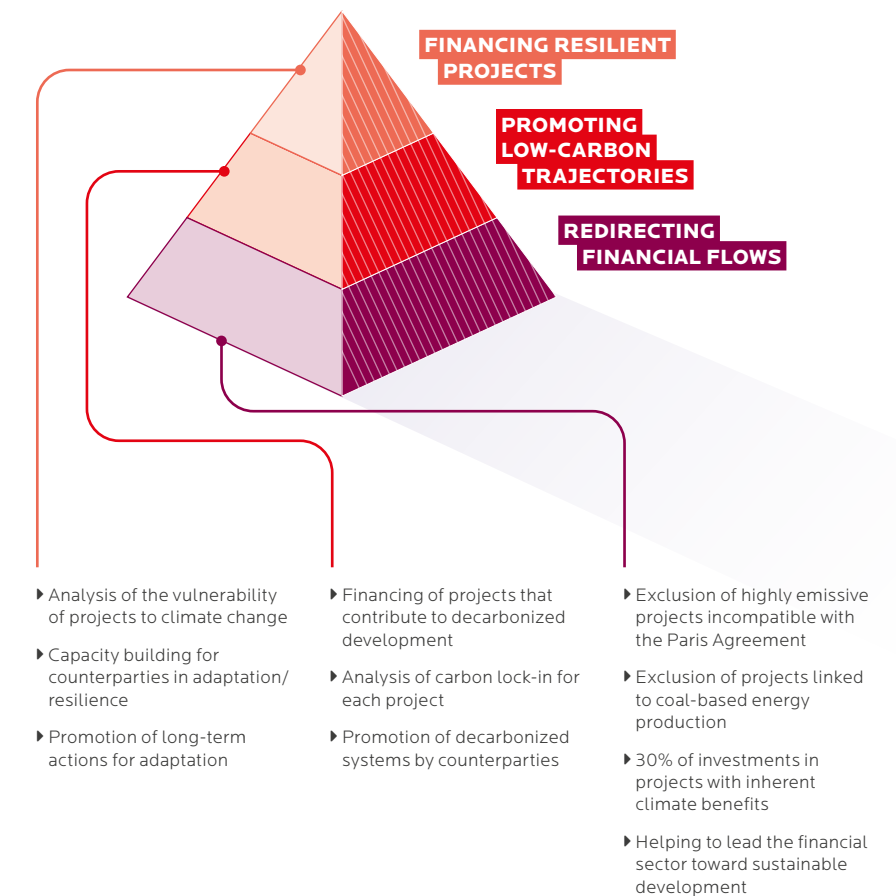 FINANCING RESILIENT
PROJECTS
PROMOTING
LOW-CARBON
TRAJECTORIES
REDIRECTING
FINANCIAL FLOWS
Analysis of the vulnerability
of projects to climate change
Capacity building for
counterparties in adaptation/
resilience
Promotion of long-term
actions for adaptation
Financing of projects that
contribute to decarbonized
development
Analysis of carbon lock-in for
each project
Promotion of decarbonized
systems by counterparties
Exclusion of highly emissive
projects incompatible with
the Paris Agreement
Exclusion of projects linked
to coal-based energy
production
30% of investments in
projects with inherent
climate benefits
Helping to lead the financial
sector toward sustainable
development